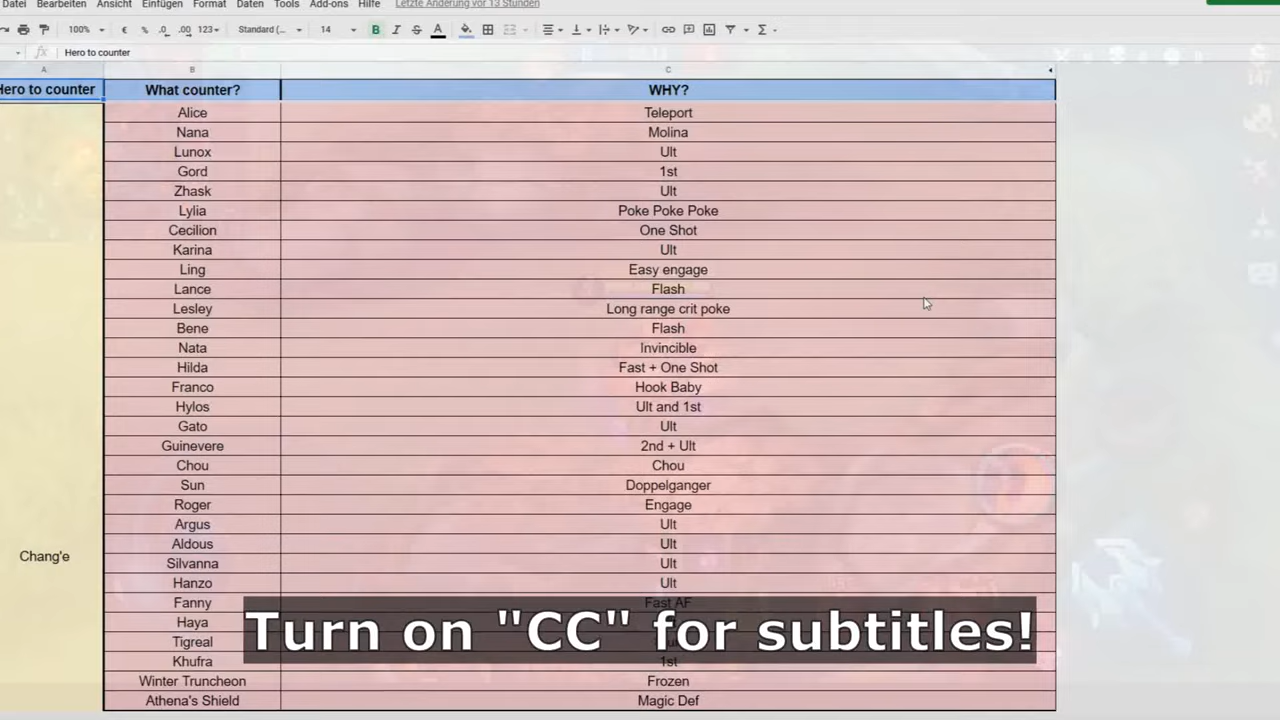 Datei Bearbeiten Ansicht Einfügen Format Daten Tools Add-ons Hilfe Letzte Änderung vor 13 Stunden
100% € % .0 .00 123 Standard (... 14 B I S A
fx Hero to counter
A B C
Hero to counter What counter? WHY?
Alice Teleport
Nana Molina
Lunox Ult
Gord 1st
Zhask Ult
Lylia Poke Poke Poke
Cecilion One Shot
Karina Ult
Ling Easy engage
Lance Flash
Lesley Long range crit poke
Bene Flash
Nata Invincible
Hilda Fast + One Shot
Franco Hook Baby
Hylos Ult and 1st
Gato Ult
Guinevere 2nd + Ult
Chou Chou
Sun Doppelganger
Roger Engage
Argus Ult
Aldous Ult
Chang'e
Silvanna Ult
Hanzo Ult
Fanny Fast AF
Haya
Turn on "CC" for subtitles!
Tigreal
Khufra 1st
Winter Truncheon Frozen
Athena's Shield Magic Def
147